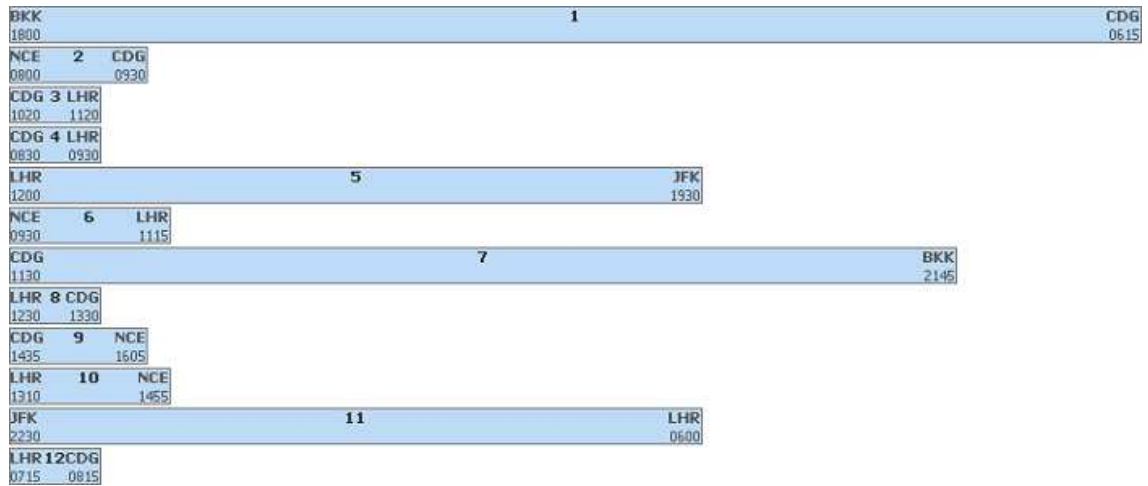 BKK 1 CDG
1800 0615
NCE 2 CDG
0800 0930
CDG 3 LHR
1020 1120
CDG 4 LHR
0830 0930
LHR 5 JFK
1200 1930
NCE 6 LHR
0930 1115
CDG 7 BKK
1130 2145
LHR 8 CDG
1230 1330
CDG 9 NCE
1435 1605
LHR 10 NCE
1310 1455
JFK 11 LHR
2230 0600
LHR 12 CDG
0715 0815